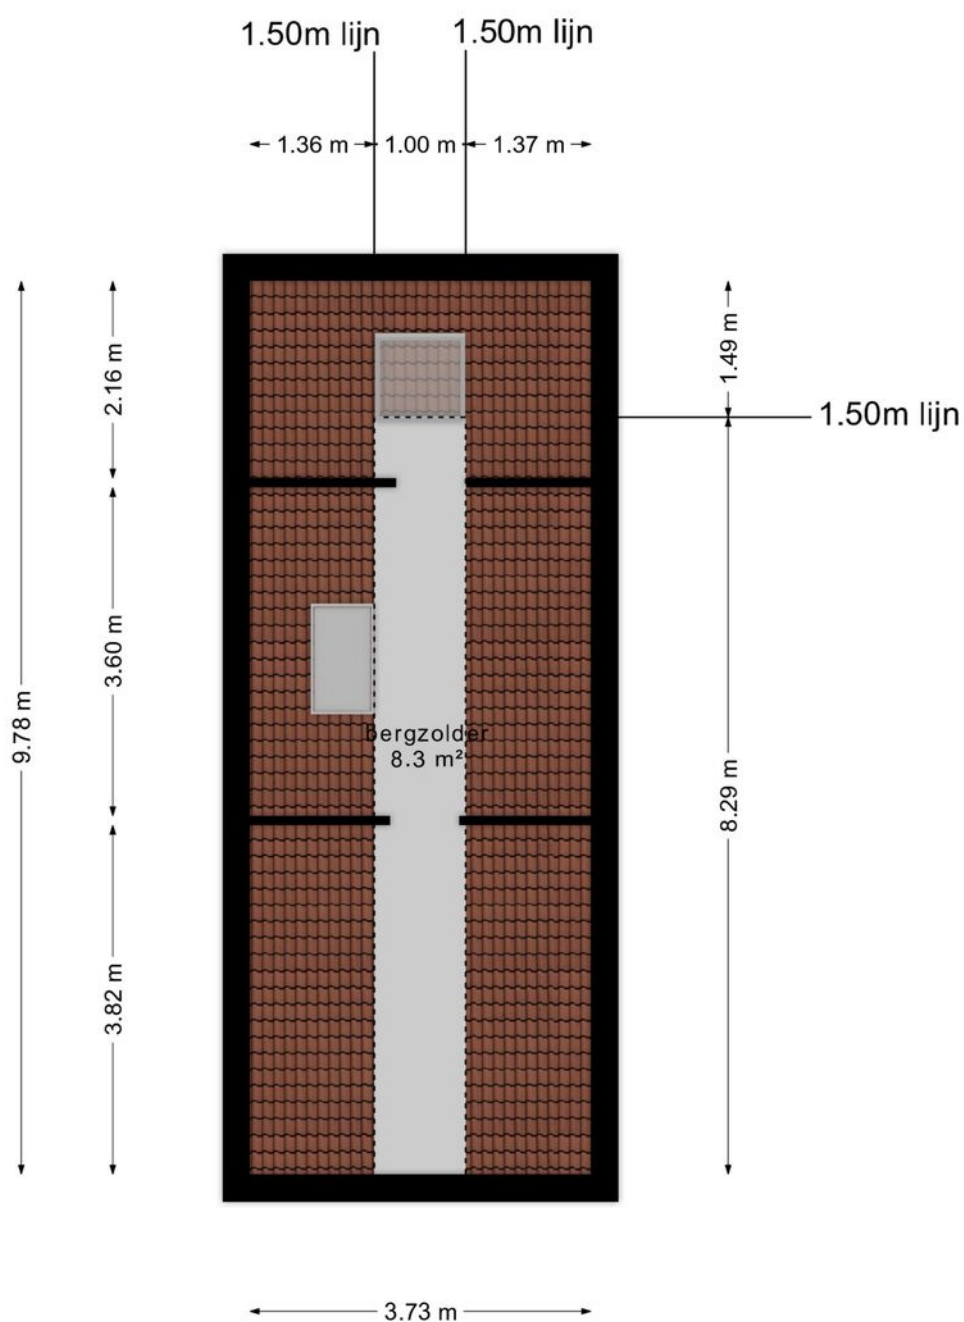 1.50m lijn 1.50m lijn
1.36 m 1.00 m 1.37 m
2.16 m
1.49 m
1.50m lijn
3.60 m
9.78 m
bergzolder
8.3 m²
8.29 m
3.82 m
3.73 m